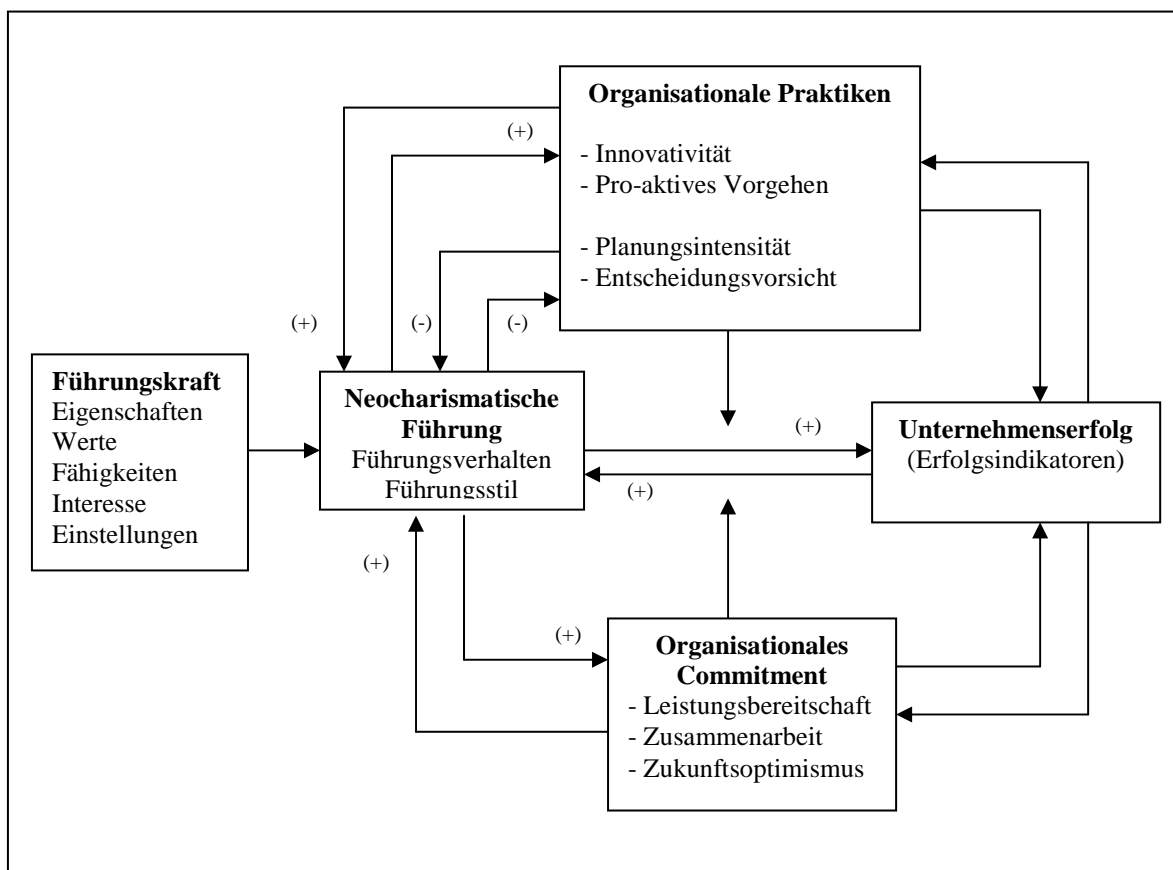 Organisationale Praktiken
(+)
- Innovativität
- Pro-aktives Vorgehen
- Planungsintensität
- Entscheidungsvorsicht
(+)
(-)
(-)
Führungskraft
Eigenschaften
Werte
Fähigkeiten
Interesse
Einstellungen
Neocharismatische
Führung
Führungsverhalten
Führungsstil
(+)
(+)
Unternehmenserfolg
(Erfolgsindikatoren)
(+)
(+)
Organisationales
Commitment
- Leistungsbereitschaft
- Zusammenarbeit
- Zukunftsoptimismus